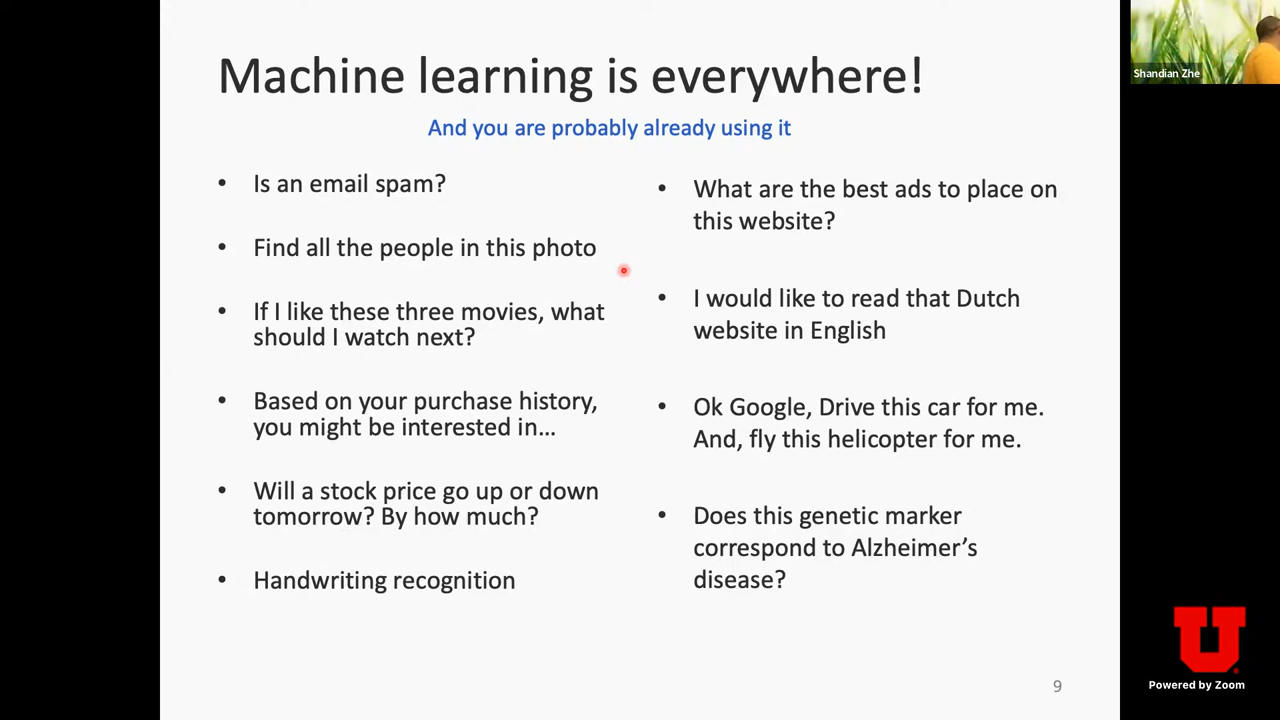 Machine learning is everywhere!
And you are probably already using it
• Is an email spam?
• Find all the people in this photo
• If I like these three movies, what
should I watch next?
• Based on your purchase history,
you might be interested in…
• Will a stock price go up or down
tomorrow? By how much?
• Handwriting recognition
• What are the best ads to place on
this website?
• I would like to read that Dutch
website in English
• Ok Google, Drive this car for me.
And, fly this helicopter for me.
• Does this genetic marker
correspond to Alzheimer’s
disease?
9
Shandian Zhe
U
Powered by Zoom